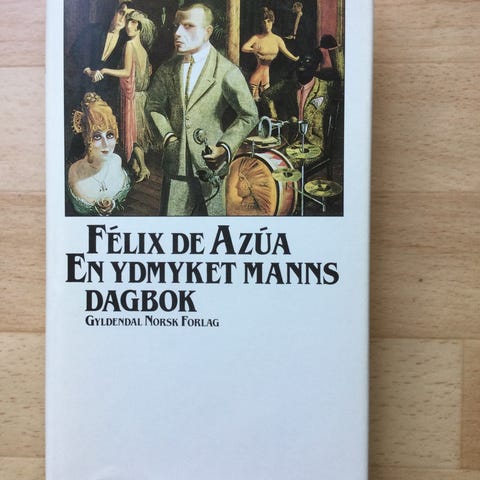 FÉLIX DE AZÚA
EN YDMYKET MANNS
DAGBOK
GYLDENDAL NORSK FORLAG